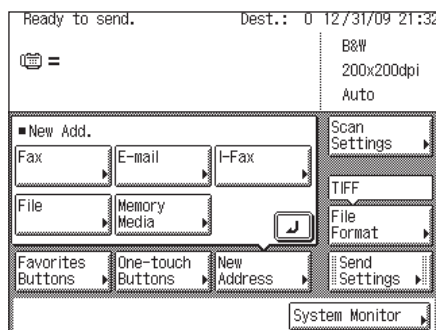 Ready to send. Dest.: 0 12/31/09 21:32
=
B&W
200x200dpi
Auto
■New Add.
Fax
E-mail
I-Fax
File
Memory
Media
Scan
Settings
TIFF
File
Format
Favorites
Buttons
One-touch
Buttons
New
Address
Send
Settings
System Monitor